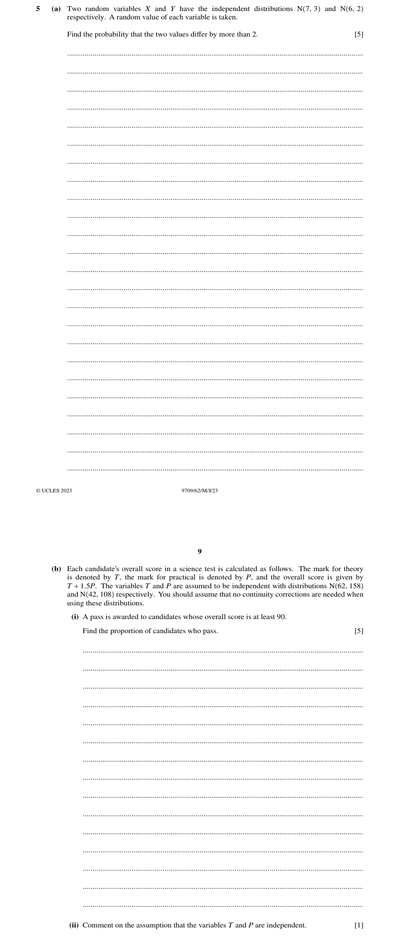 5 (a) Two random variables X and Y have the independent distributions N(7, 3) and N(6, 2)
respectively. A random value of each variable is taken.
Find the probability that the two values differ by more than 2. [5]
© UCLES 2023 9709/62/M/J/23
9
(b) Each candidate's overall score in a science test is calculated as follows. The mark for theory
is denoted by T, the mark for practical is denoted by P, and the overall score is given by
T + 1.5P. The variables T and P are assumed to be independent with distributions N(62, 158)
and N(42, 108) respectively. You should assume that no continuity corrections are needed when
using these distributions.
(i) A pass is awarded to candidates whose overall score is at least 90.
Find the proportion of candidates who pass. [5]
(ii) Comment on the assumption that the variables T and P are independent. [1]